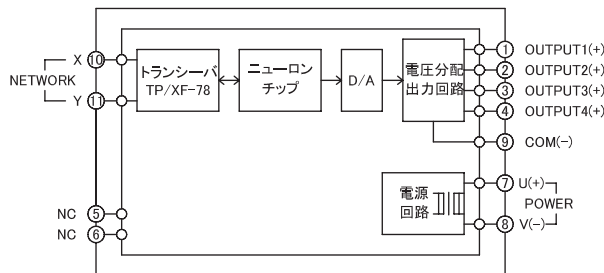 NETWORK
X ⑩
Y ⑪
トランシーバ
TP/XF-78
ニューロン
チップ
D/A
電圧分配
出力回路
① OUTPUT1(+)
② OUTPUT2(+)
③ OUTPUT3(+)
④ OUTPUT4(+)
⑨ COM(-)
電源
回路
⑦ U(+)
POWER
⑧ V(-)
NC ⑤
NC ⑥